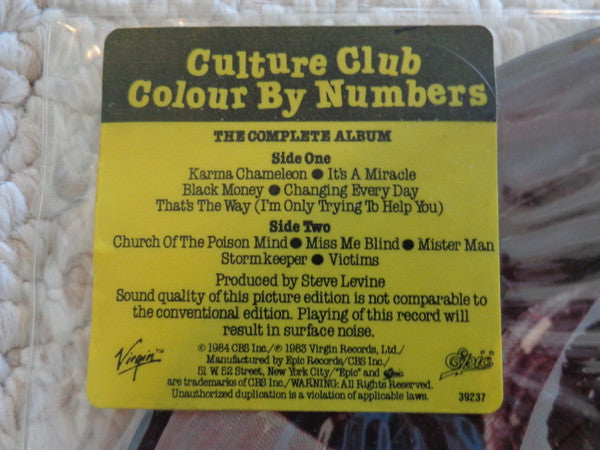 Culture Club
Colour By Numbers
THE COMPLETE ALBUM
Side One
Karma Chameleon ● It's A Miracle
Black Money ● Changing Every Day
That's The Way (I'm Only Trying To Help You)
Side Two
Church Of The Poison Mind ● Miss Me Blind ● Mister Man
Stormkeeper ● Victims
Produced by Steve Levine
Sound quality of this picture edition is not comparable to
the conventional edition. Playing of this record will
result in surface noise.
© 1984 CBS Inc./℗ 1983 Virgin Records, Ltd./
Manufactured by Epic Records/CBS Inc./
51 W. 52 Street, New York City/"Epic" and Epic
are trademarks of CBS Inc./WARNING: All Rights Reserved.
Unauthorized duplication is a violation of applicable laws.
Virgin™
Epic
39237